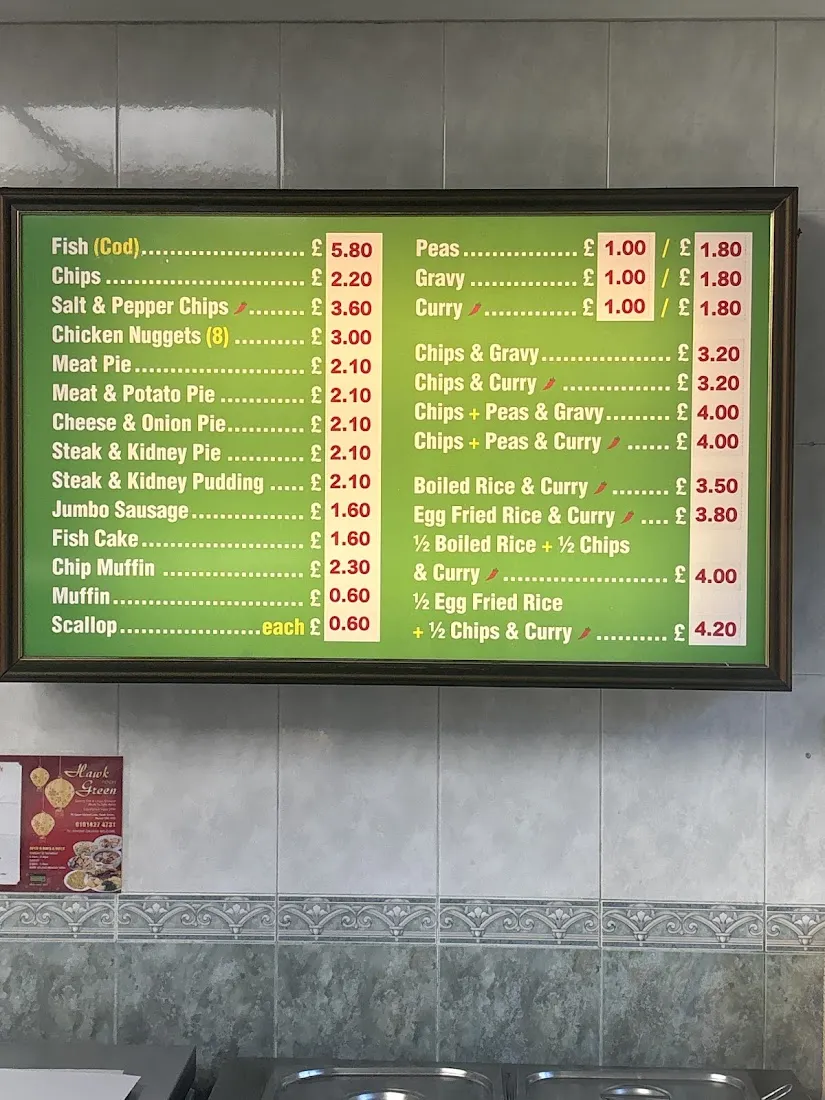 Fish (Cod)........................... £ 5.80
Chips ................................. £ 2.20
Salt & Pepper Chips ........ £ 3.60
Chicken Nuggets (8) .......... £ 3.00
Meat Pie............................. £ 2.10
Meat & Potato Pie .............. £ 2.10
Cheese & Onion Pie............ £ 2.10
Steak & Kidney Pie ............. £ 2.10
Steak & Kidney Pudding ..... £ 2.10
Jumbo Sausage................... £ 1.60
Fish Cake............................ £ 1.60
Chip Muffin ........................ £ 2.30
Muffin................................ £ 0.60
Scallop.....................each £ 0.60
Peas.................. £ 1.00 / £ 1.80
Gravy ................ £ 1.00 / £ 1.80
Curry ............... £ 1.00 / £ 1.80
Chips & Gravy.................... £ 3.20
Chips & Curry .................. £ 3.20
Chips + Peas & Gravy.......... £ 4.00
Chips + Peas & Curry ...... £ 4.00
Boiled Rice & Curry ........ £ 3.50
Egg Fried Rice & Curry .... £ 3.80
½ Boiled Rice + ½ Chips
& Curry ......................... £ 4.00
½ Egg Fried Rice
+ ½ Chips & Curry .......... £ 4.20
Hawk
Green